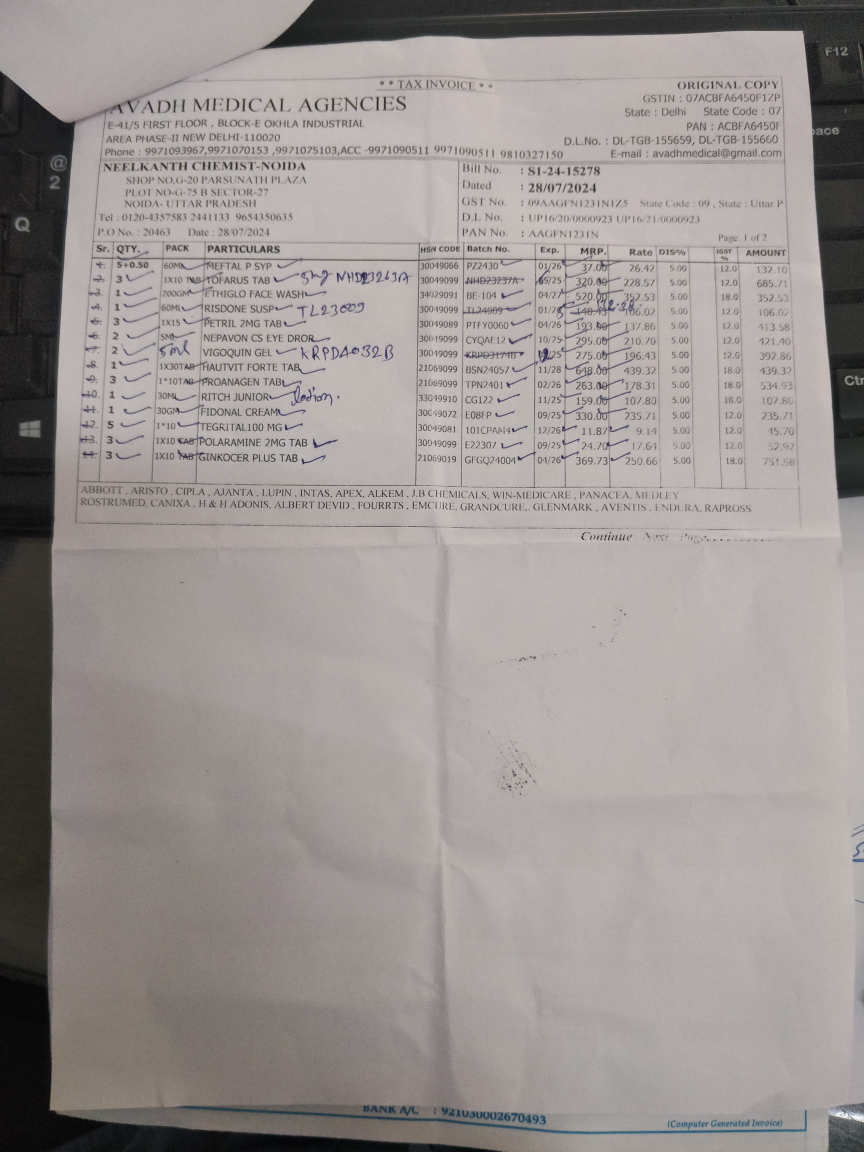 * * TAX INVOICE * *
ORIGINAL COPY
AVADH MEDICAL AGENCIES
GSTIN : 07ACBFA6450F1ZP
E-41/5 FIRST FLOOR , BLOCK-E OKHLA INDUSTRIAL
State : Delhi State Code : 07
AREA PHASE-II NEW DELHI-110020
PAN : ACBFA6450F
Phone : 9971093967,9971070153 ,9971075103,ACC -9971090511 9971090511 9810327150
D.L.No. : DL-TGB-155659, DL-TGB-155660
E-mail : avadhmedical@gmail.com
NEELKANTH CHEMIST-NOIDA
SHOP NO.G-20 PARSUNATH PLAZA
PLOT NO-G-75 B SECTOR-27
NOIDA- UTTAR PRADESH
Tel : 0120-4357583 2441133 9654350635
P.O No. : 20463 Date : 28/07/2024
Bill No. : S1-24-15278
Dated : 28/07/2024
GST No. : 09AAGFN1231N1Z5 State Code : 09 , State : Uttar P
D.L. No. : UP16/20/0000923 UP16/21/0000923
PAN No. : AAGFN1231N
Page: 1 of 2
Sr. QTY. PACK PARTICULARS HSN CODE Batch No. Exp. MRP. Rate DIS% IGST % AMOUNT
1. 5+0.50 60ML MEFTAL P SYP 30049066 PZ2430 01/26 37.00 26.42 5.00 12.0 132.10
2. 3 1X10 TAB TOFARUS TAB 5mg NHD23263A 30049099 NHD23237A 05/25 320.00 228.57 5.00 12.0 685.71
3. 1 200GM ETHIGLO FACE WASH 34029091 BE-104 04/27 520.00 352.53 5.00 18.0 352.53
4. 1 60ML RISDONE SUSP TL23009 30049099 TL24009 01/26 106.02 5.00 12.0 106.02
5. 3 1X15 PETRIL 2MG TAB 30049089 PTFY0060 04/26 193.00 137.86 5.00 12.0 413.58
6. 2 5ML NEPAVON CS EYE DROP 30049099 CYQAF12 10/25 295.00 210.70 5.00 12.0 421.40
7. 2 5ml VIGOQUIN GEL KRPD4032B 30049099 KRPD3174B 275.00 196.43 5.00 12.0 392.86
8. 1 1X30TAB HAUTVIT FORTE TAB 21069099 BSN24057 11/28 648.00 439.32 5.00 18.0 439.32
9. 3 1*10TAB PROANAGEN TAB 21069099 TPN2401 02/26 263.00 178.31 5.00 18.0 534.93
10. 1 30ML RITCH JUNIOR lotion. 33049910 CG122 11/25 159.00 107.80 5.00 18.0 107.80
11. 1 30GM FIDONAL CREAM 30049072 E08FP 09/25 330.00 235.71 5.00 12.0 235.71
12. 5 1*10 TEGRITAL100 MG 30049081 101CPAM4 12/26 11.87 9.14 5.00 12.0 45.70
13. 3 1X10 TAB POLARAMINE 2MG TAB 30049099 E22307 09/25 24.70 17.64 5.00 12.0 52.92
14. 3 1X10 TAB GINKOCER PLUS TAB 21069019 GFGQ24004 04/26 369.73 250.66 5.00 18.0 751.98
ABBOTT , ARISTO , CIPLA , AJANTA , LUPIN , INTAS, APEX, ALKEM , J.B CHEMICALS, WIN-MEDICARE , PANACEA, MEDLEY
ROSTRUMED, CANIXA , H & H ADONIS, ALBERT DEVID , FOURRTS , EMCURE, GRANDCURE,. GLENMARK , AVENTIS , ENDURA, RAPROSS
Continue Next Page.........
BANK A/C : 921030002670493
(Computer Generated Invoice)
@
2
Q
F12
pace
Ctr